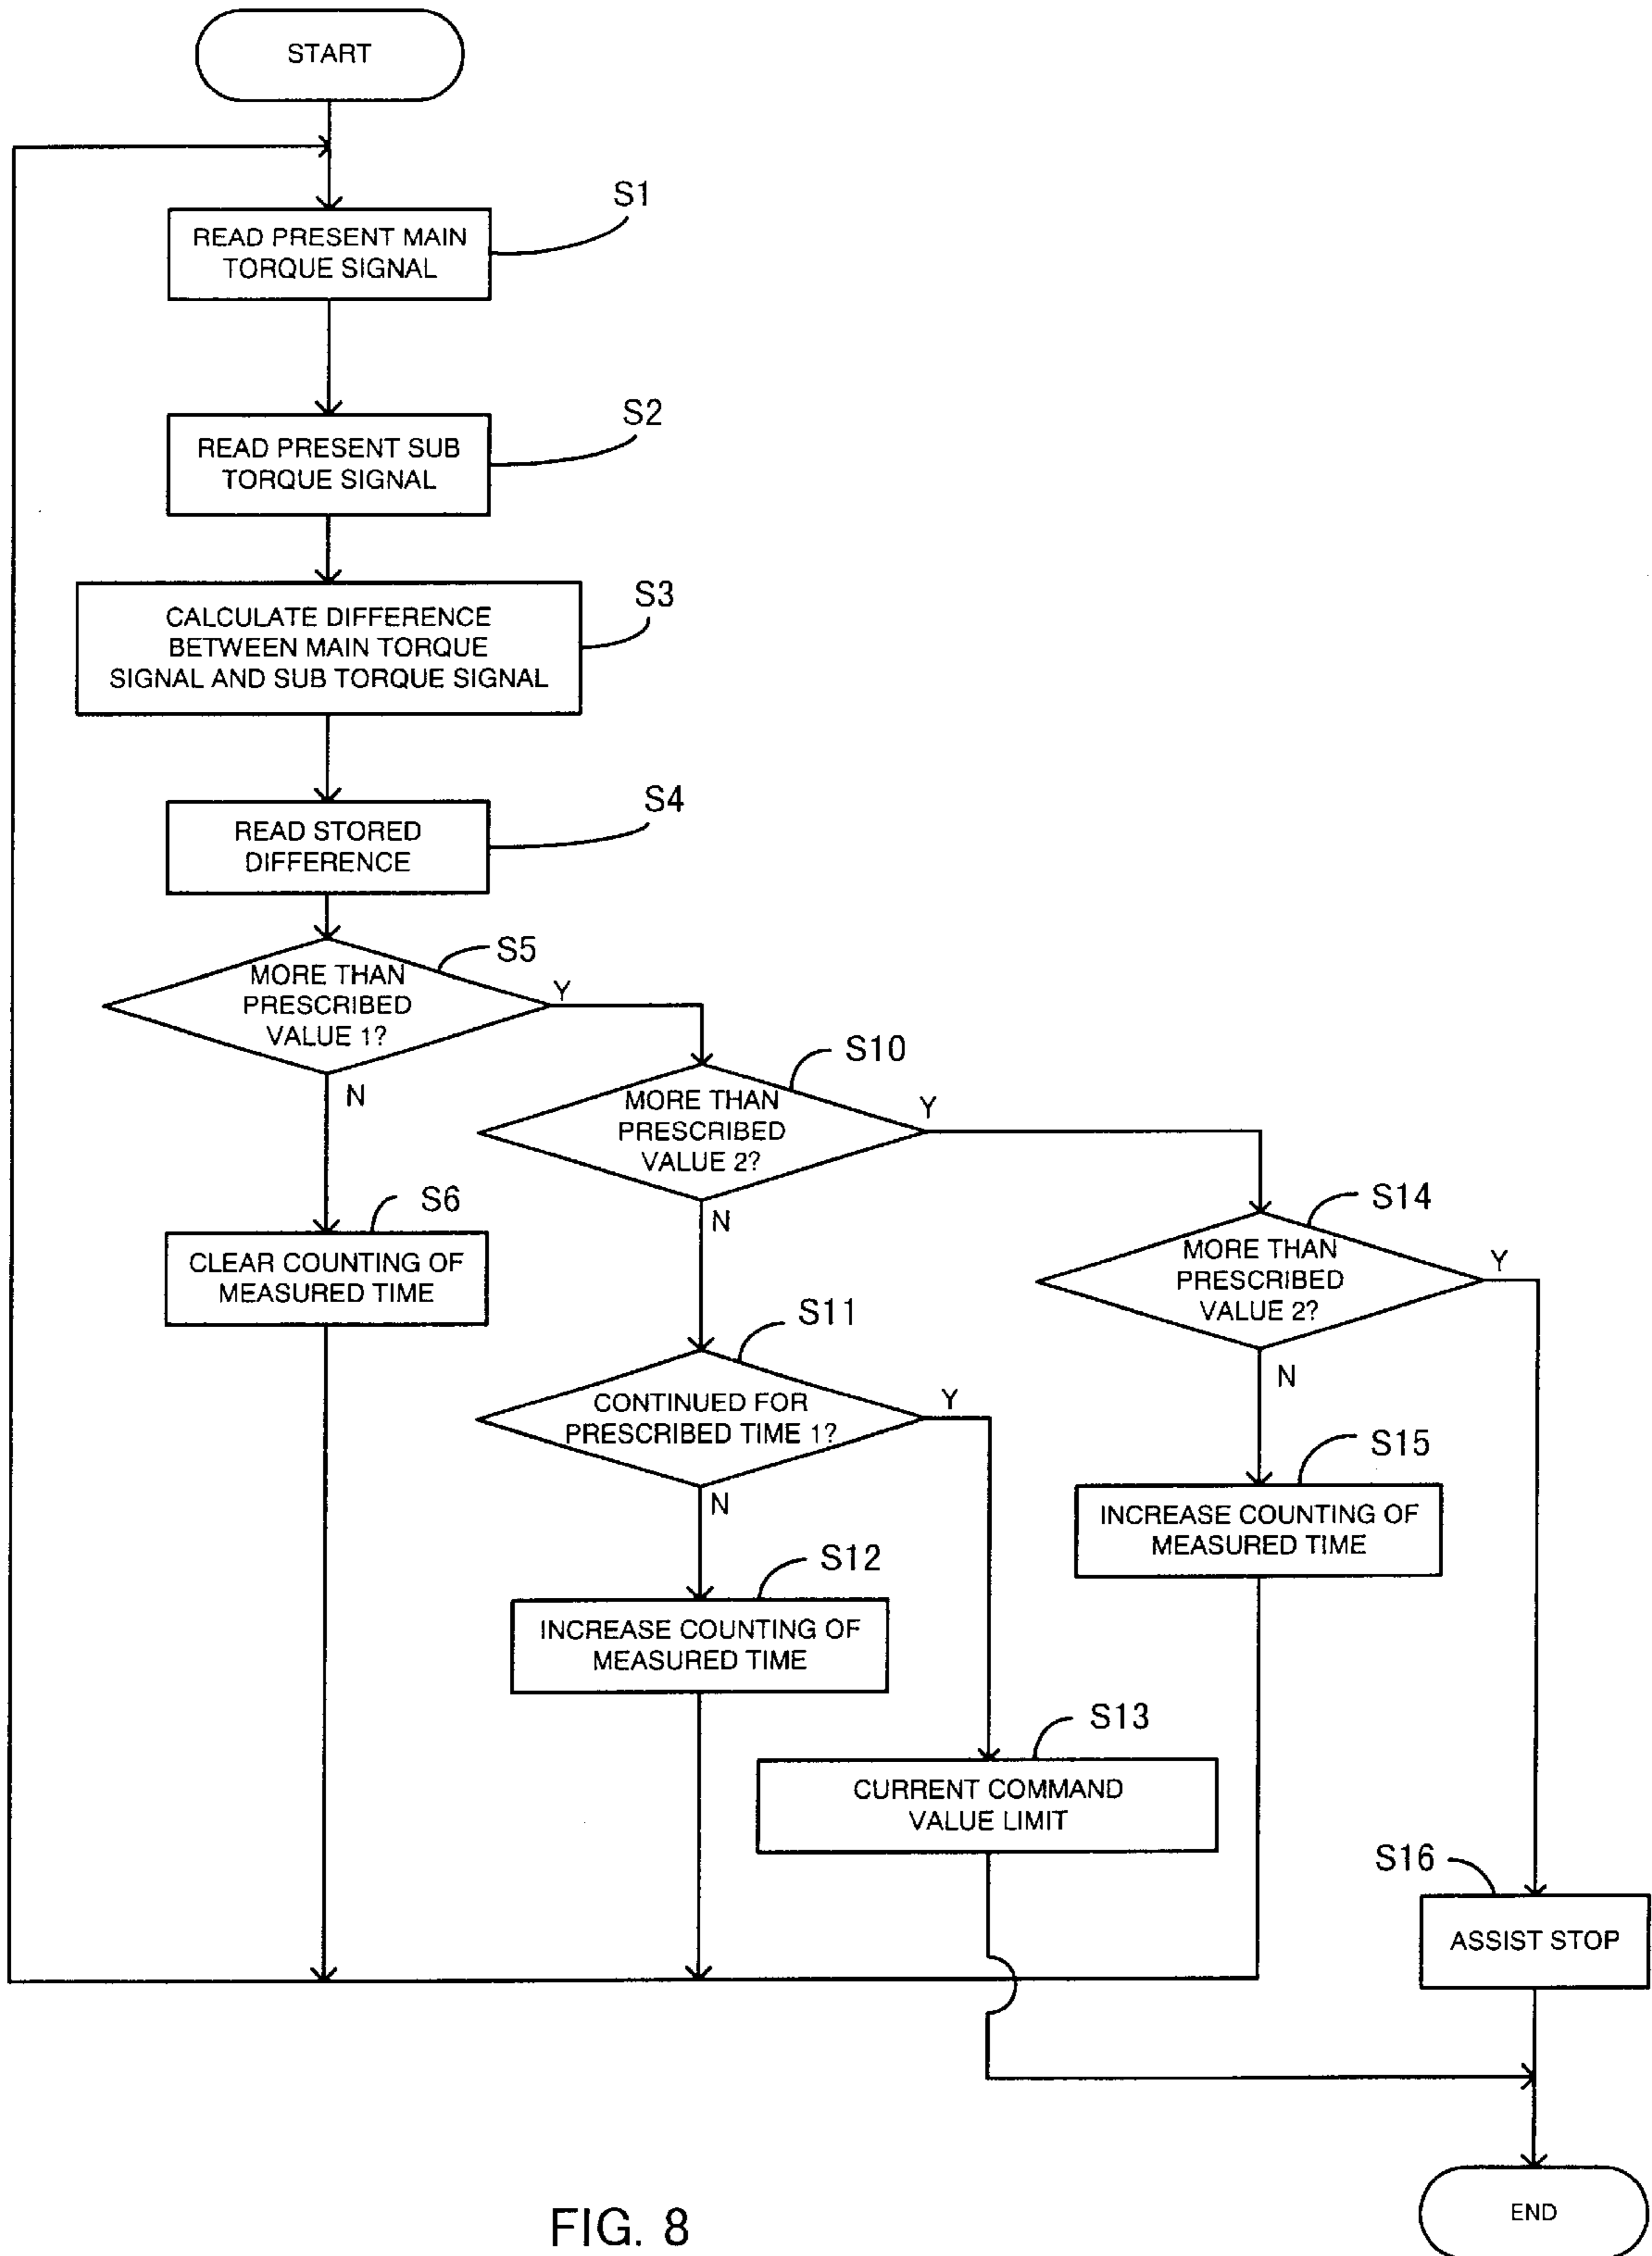 START
S1
READ PRESENT MAIN
TORQUE SIGNAL
S2
READ PRESENT SUB
TORQUE SIGNAL
S3
CALCULATE DIFFERENCE
BETWEEN MAIN TORQUE
SIGNAL AND SUB TORQUE SIGNAL
S4
READ STORED
DIFFERENCE
S5
MORE THAN
PRESCRIBED
VALUE 1?
Y
N
S10
MORE THAN
PRESCRIBED
VALUE 2?
Y
N
S6
CLEAR COUNTING OF
MEASURED TIME
S14
MORE THAN
PRESCRIBED
VALUE 2?
Y
N
S11
CONTINUED FOR
PRESCRIBED TIME 1?
Y
N
S15
INCREASE COUNTING OF
MEASURED TIME
S12
INCREASE COUNTING OF
MEASURED TIME
S13
CURRENT COMMAND
VALUE LIMIT
S16
ASSIST STOP
END
FIG. 8